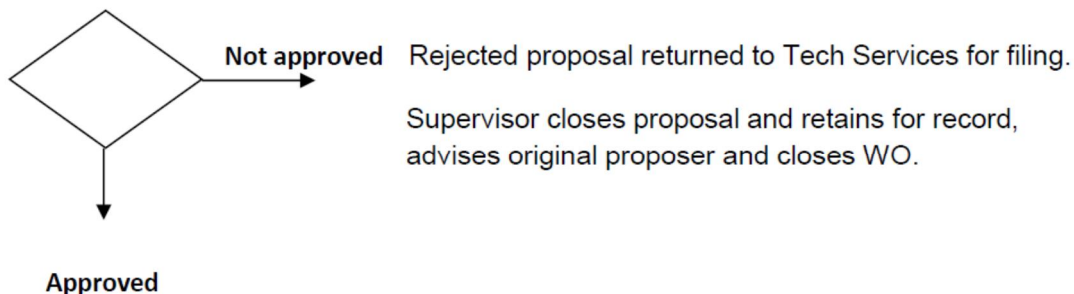 Not approved Rejected proposal returned to Tech Services for filing.
Supervisor closes proposal and retains for record,
advises original proposer and closes WO.
Approved